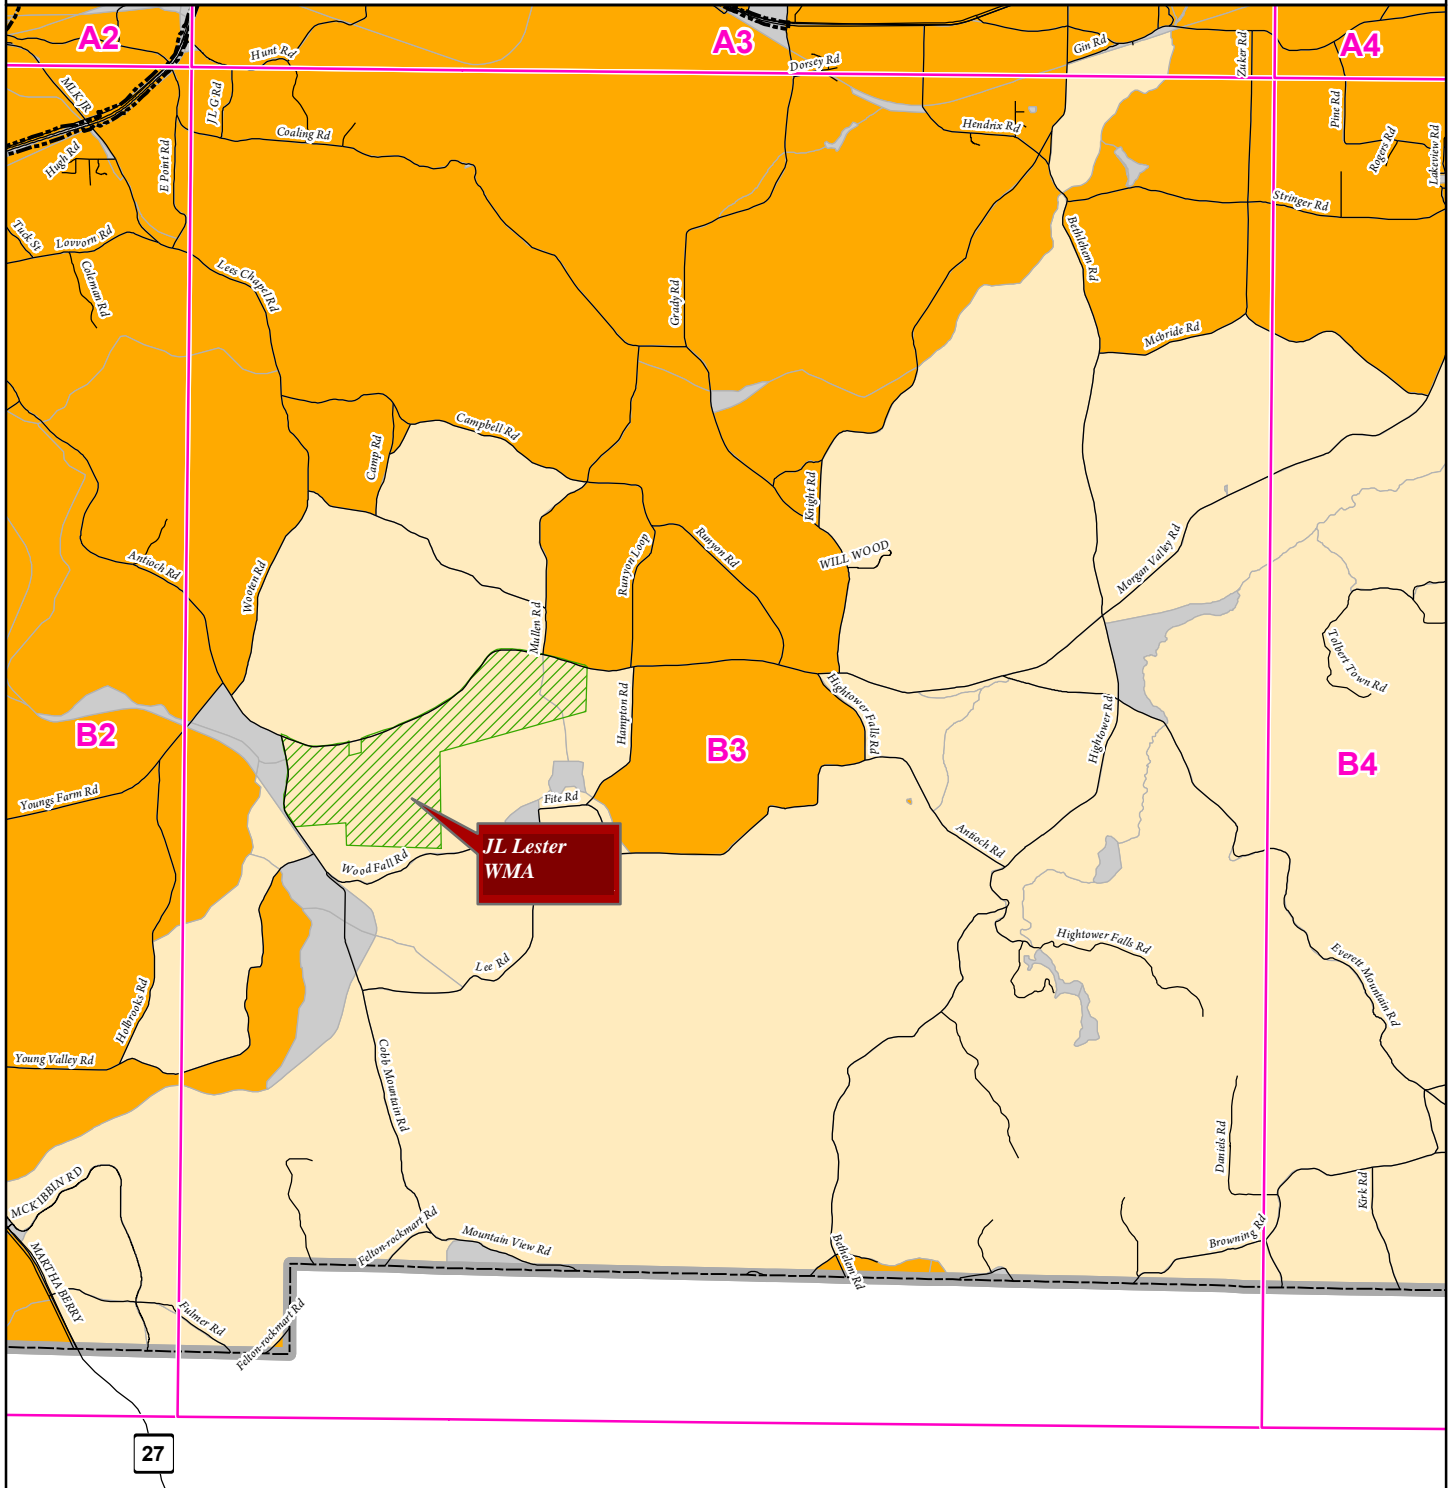 A2
A3
A4
Hunt Rd
Dorsey Rd
Gin Rd
Zuker Rd
MLK JR
J L G Rd
Coaling Rd
Hendrix Rd
Pine Rd
Rogers Rd
Lakeview Rd
Hugh Rd
E Point Rd
Stringer Rd
Tuck St
Lovvorn Rd
Coleman Rd
Lees Chapel Rd
Grady Rd
Bethlehem Rd
Mcbride Rd
Campbell Rd
Camp Rd
Knight Rd
Antioch Rd
Wooten Rd
Runyon Loop
Runyon Rd
WILL WOOD
Morgan Valley Rd
Mullen Rd
Tolbert Town Rd
Hampton Rd
Hightower Falls Rd
Hightower Rd
B2
B3
B4
Youngs Farm Rd
Fite Rd
JL Lester
WMA
Wood Fall Rd
Antioch Rd
Lee Rd
Hightower Falls Rd
Everett Mountain Rd
Holbrooks Rd
Young Valley Rd
Cobb Mountain Rd
Daniels Rd
Kirk Rd
MCKIBBIN RD
Felton-rockmart Rd
Mountain View Rd
Browning Rd
Bethelem Rd
MARTHA BERRY
Fulmer Rd
Felton-rockmart Rd
27